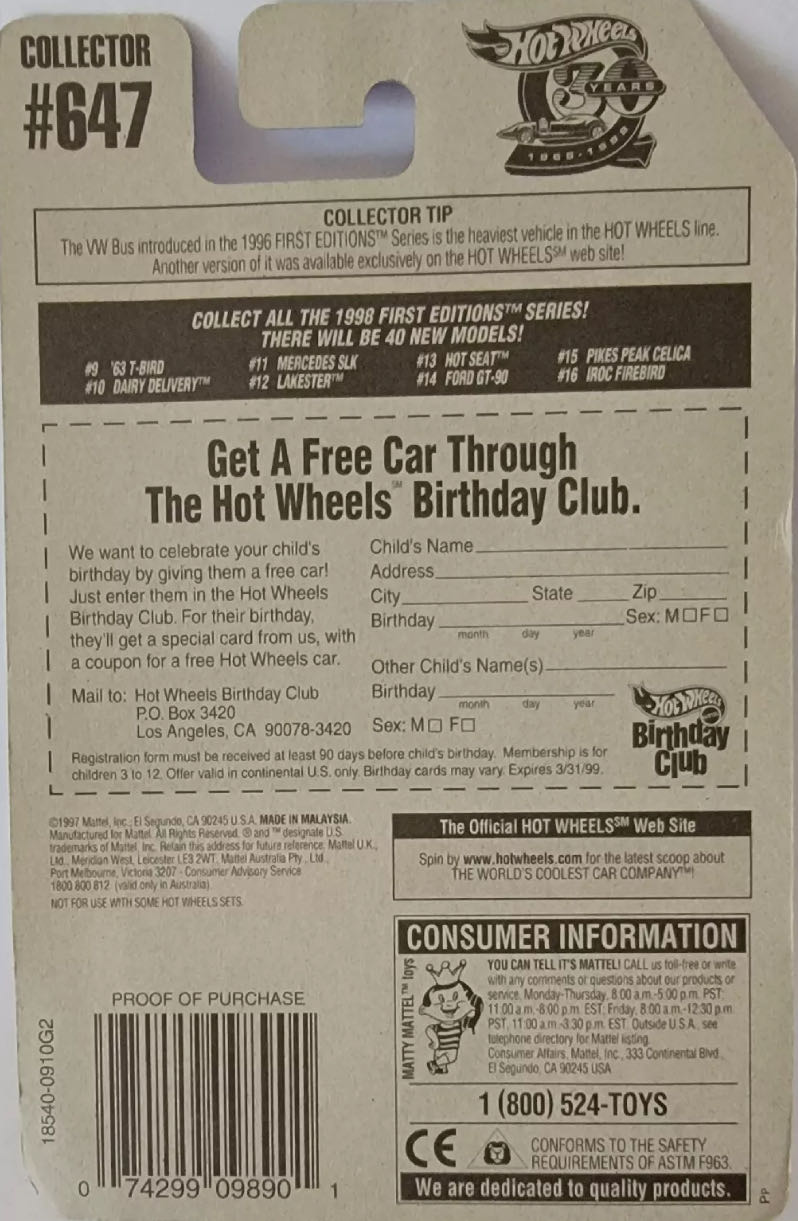 COLLECTOR
#647
HOT WHEELS
30 YEARS
1968-1998
COLLECTOR TIP
The VW Bus introduced in the 1996 FIRST EDITIONS™ Series is the heaviest vehicle in the HOT WHEELS line.
Another version of it was available exclusively on the HOT WHEELS℠ web site!
COLLECT ALL THE 1998 FIRST EDITIONS™ SERIES!
THERE WILL BE 40 NEW MODELS!
#9 '63 T-BIRD
#10 DAIRY DELIVERY™
#11 MERCEDES SLK
#12 LAKESTER™
#13 HOT SEAT™
#14 FORD GT-90
#15 PIKES PEAK CELICA
#16 IROC FIREBIRD
Get A Free Car Through
The Hot Wheels℠ Birthday Club.
We want to celebrate your child's
birthday by giving them a free car!
Just enter them in the Hot Wheels
Birthday Club. For their birthday,
they'll get a special card from us, with
a coupon for a free Hot Wheels car.
Mail to: Hot Wheels Birthday Club
P.O. Box 3420
Los Angeles, CA 90078-3420
Child's Name
Address
City State Zip
Birthday Sex: M☐F☐
month day year
Other Child's Name(s)
Birthday
month day year
Sex: M☐ F☐
HOT WHEELS
Birthday
Club
Registration form must be received at least 90 days before child's birthday. Membership is for
children 3 to 12. Offer valid in continental U.S. only. Birthday cards may vary. Expires 3/31/99.
©1997 Mattel, Inc., El Segundo, CA 90245 U.S.A. MADE IN MALAYSIA.
Manufactured for Mattel. All Rights Reserved. ® and ™ designate U.S.
trademarks of Mattel, Inc. Retain this address for future reference: Mattel U.K.,
Ltd., Meridian West, Leicester LE3 2WT. Mattel Australia Pty., Ltd.,
Port Melbourne, Victoria 3207 - Consumer Advisory Service
1800 800 812 (valid only in Australia).
NOT FOR USE WITH SOME HOT WHEELS SETS.
The Official HOT WHEELS℠ Web Site
Spin by www.hotwheels.com for the latest scoop about
THE WORLD'S COOLEST CAR COMPANY™!
CONSUMER INFORMATION
MATTY MATTEL™ toys
YOU CAN TELL IT'S MATTEL! CALL us toll-free or write
with any comments or questions about our products or
service, Monday-Thursday, 8:00 a.m.-5:00 p.m. PST;
11:00 a.m.-8:00 p.m. EST; Friday, 8:00 a.m.-12:30 p.m.
PST, 11:00 a.m.-3:30 p.m. EST. Outside U.S.A., see
telephone directory for Mattel listing.
Consumer Affairs, Mattel, Inc., 333 Continental Blvd.,
El Segundo, CA 90245 USA
1 (800) 524-TOYS
CE
CONFORMS TO THE SAFETY
REQUIREMENTS OF ASTM F963.
We are dedicated to quality products.
PP
PROOF OF PURCHASE
18540-0910G2
0 74299 09890 1